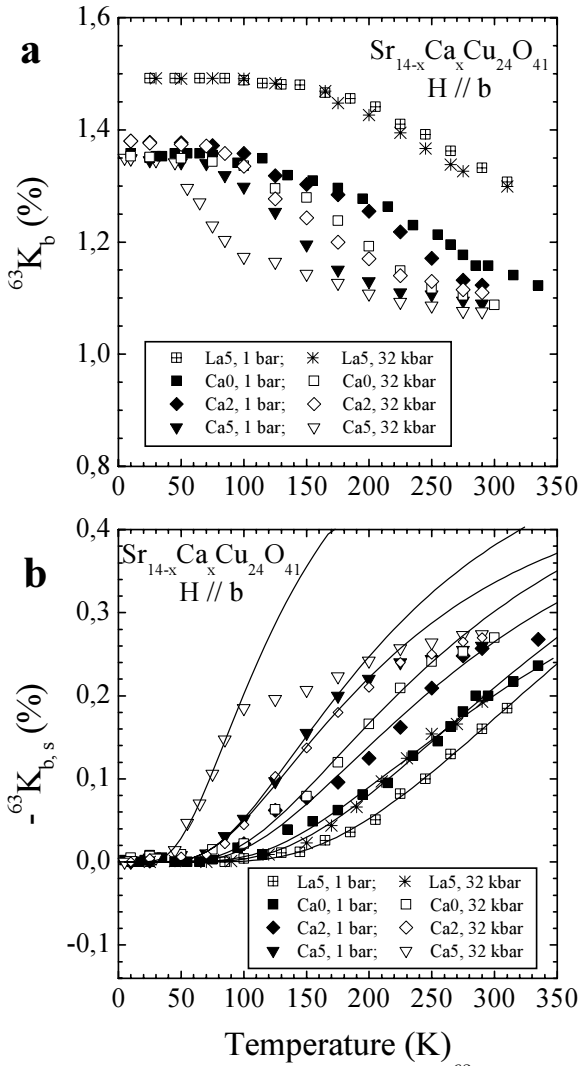 a
Sr14-xCaxCu24O41
H // b
63Kb (%)
1,6
1,4
1,2
1,0
0,8
La5, 1 bar; La5, 32 kbar
Ca0, 1 bar; Ca0, 32 kbar
Ca2, 1 bar; Ca2, 32 kbar
Ca5, 1 bar; Ca5, 32 kbar
0 50 100 150 200 250 300 350
b
Sr14-xCaxCu24O41
H // b
- 63Kb, s (%)
0,4
0,3
0,2
0,1
0,0
-0,1
La5, 1 bar; La5, 32 kbar
Ca0, 1 bar; Ca0, 32 kbar
Ca2, 1 bar; Ca2, 32 kbar
Ca5, 1 bar; Ca5, 32 kbar
0 50 100 150 200 250 300 350
Temperature (K)